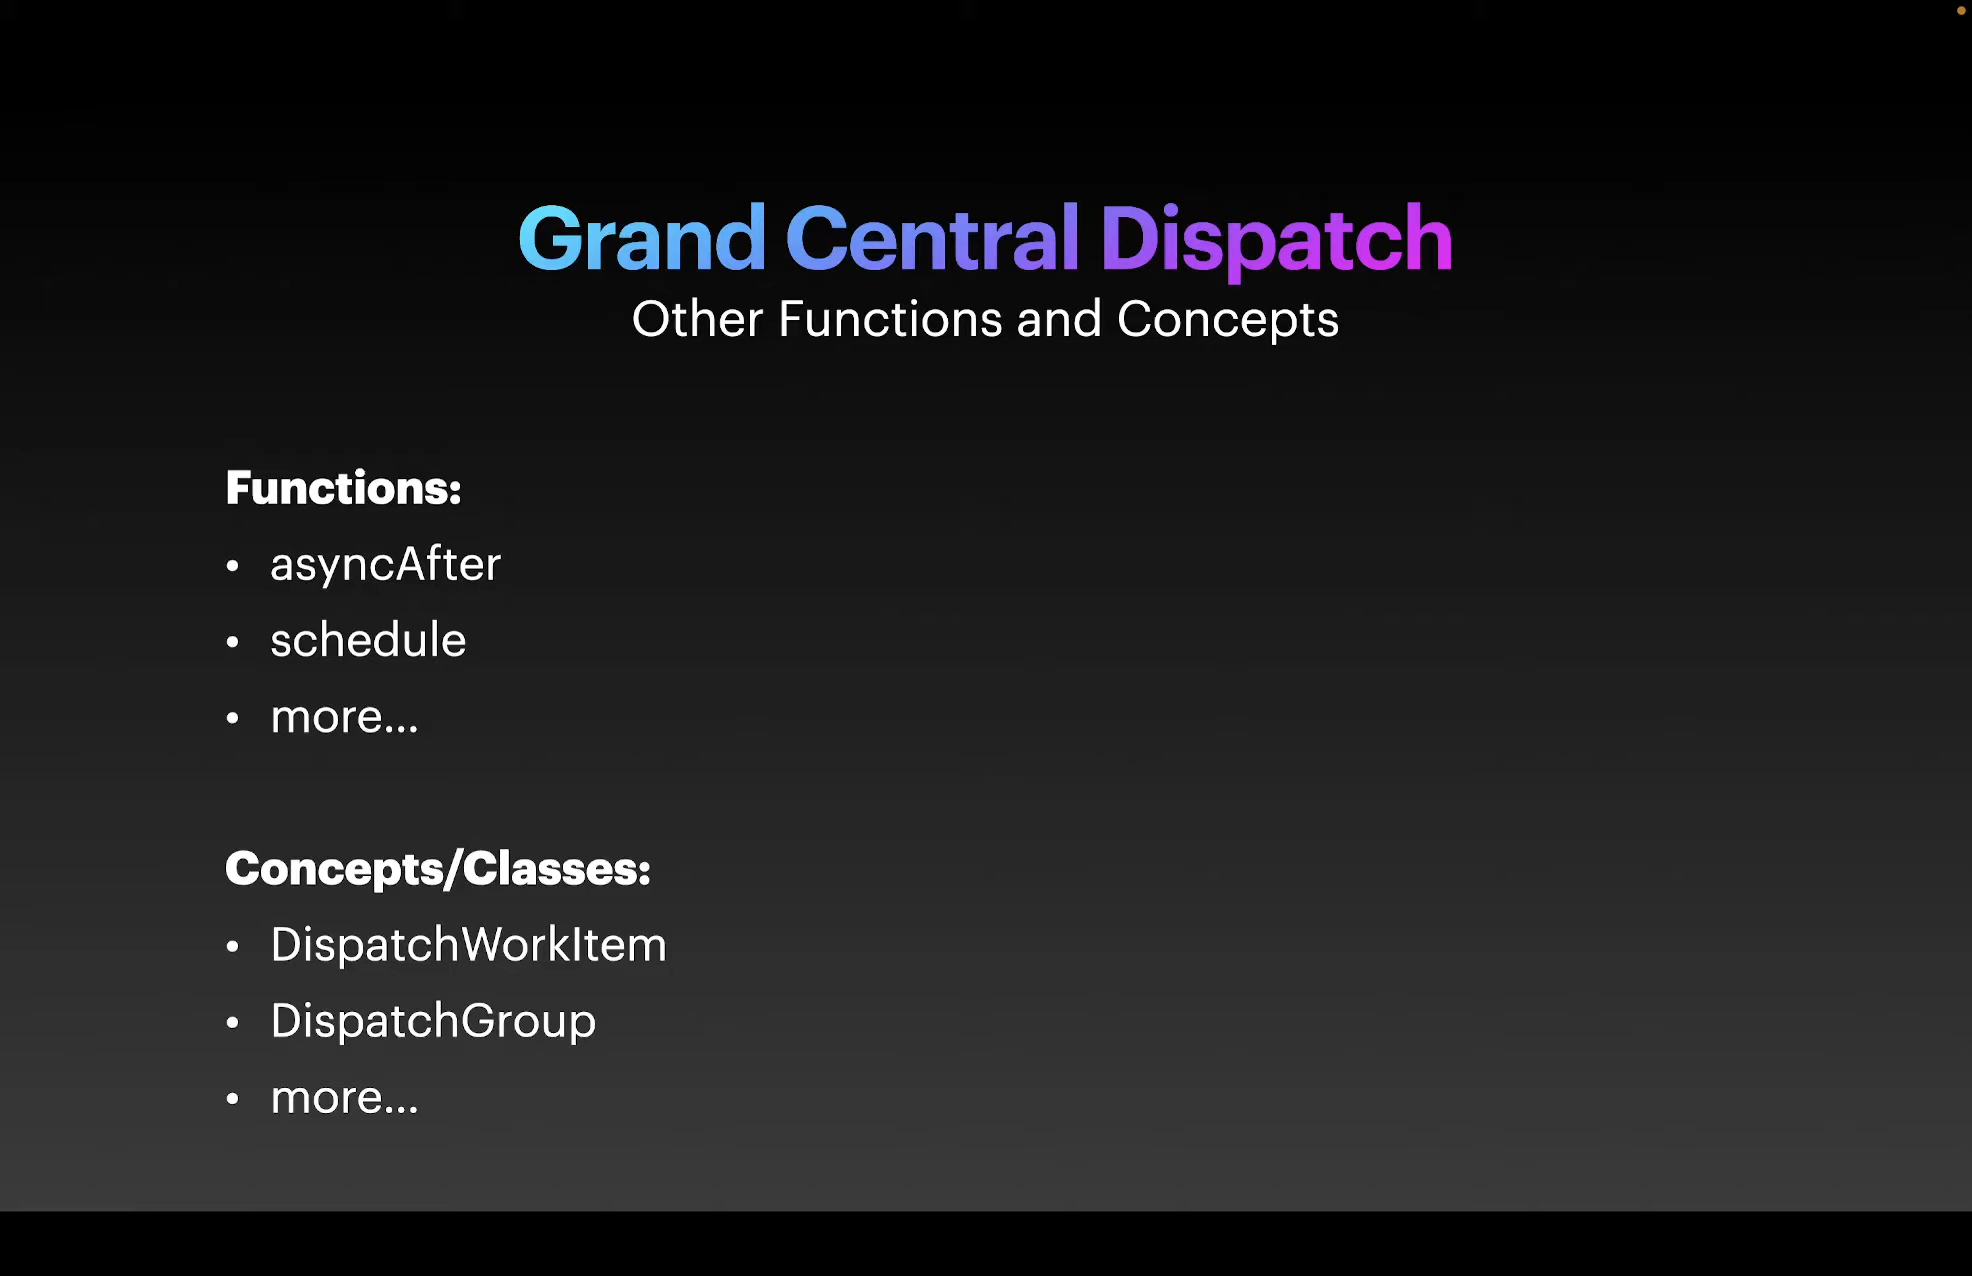 Grand Central Dispatch
Other Functions and Concepts
Functions:
• asyncAfter
• schedule
• more...
Concepts/Classes:
• DispatchWorkItem
• DispatchGroup
• more...